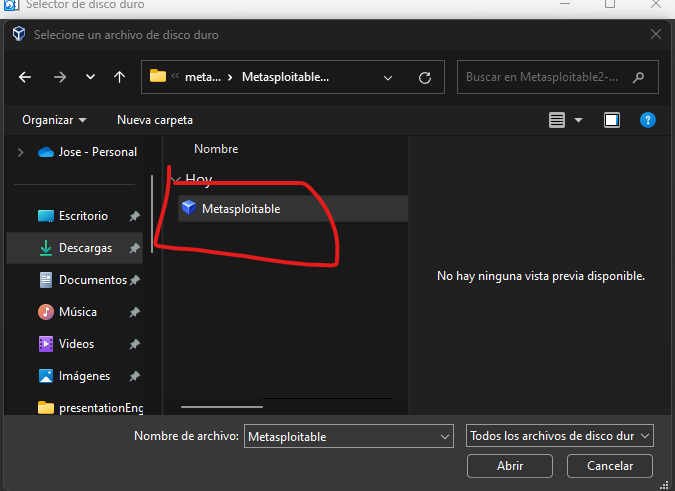 Selector de disco duro
Selecione un archivo de disco duro
meta... Metasploitable...
Buscar en Metasploitable2-...
Organizar Nueva carpeta
Jose - Personal
Escritorio
Descargas
Documentos
Música
Videos
Imágenes
presentationEng
Nombre
Hoy
Metasploitable
No hay ninguna vista previa disponible.
Nombre de archivo: Metasploitable
Todos los archivos de disco dur
Abrir Cancelar